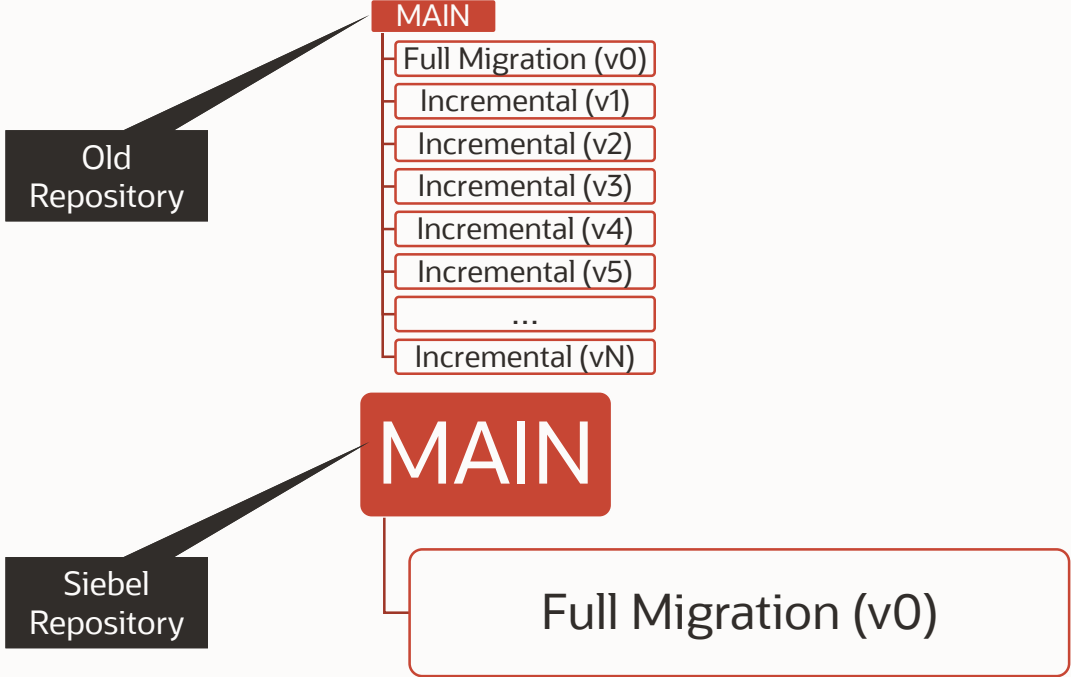 MAIN
Full Migration (v0)
Incremental (v1)
Incremental (v2)
Incremental (v3)
Incremental (v4)
Incremental (v5)
...
Incremental (vN)
Old
Repository
MAIN
Full Migration (v0)
Siebel
Repository